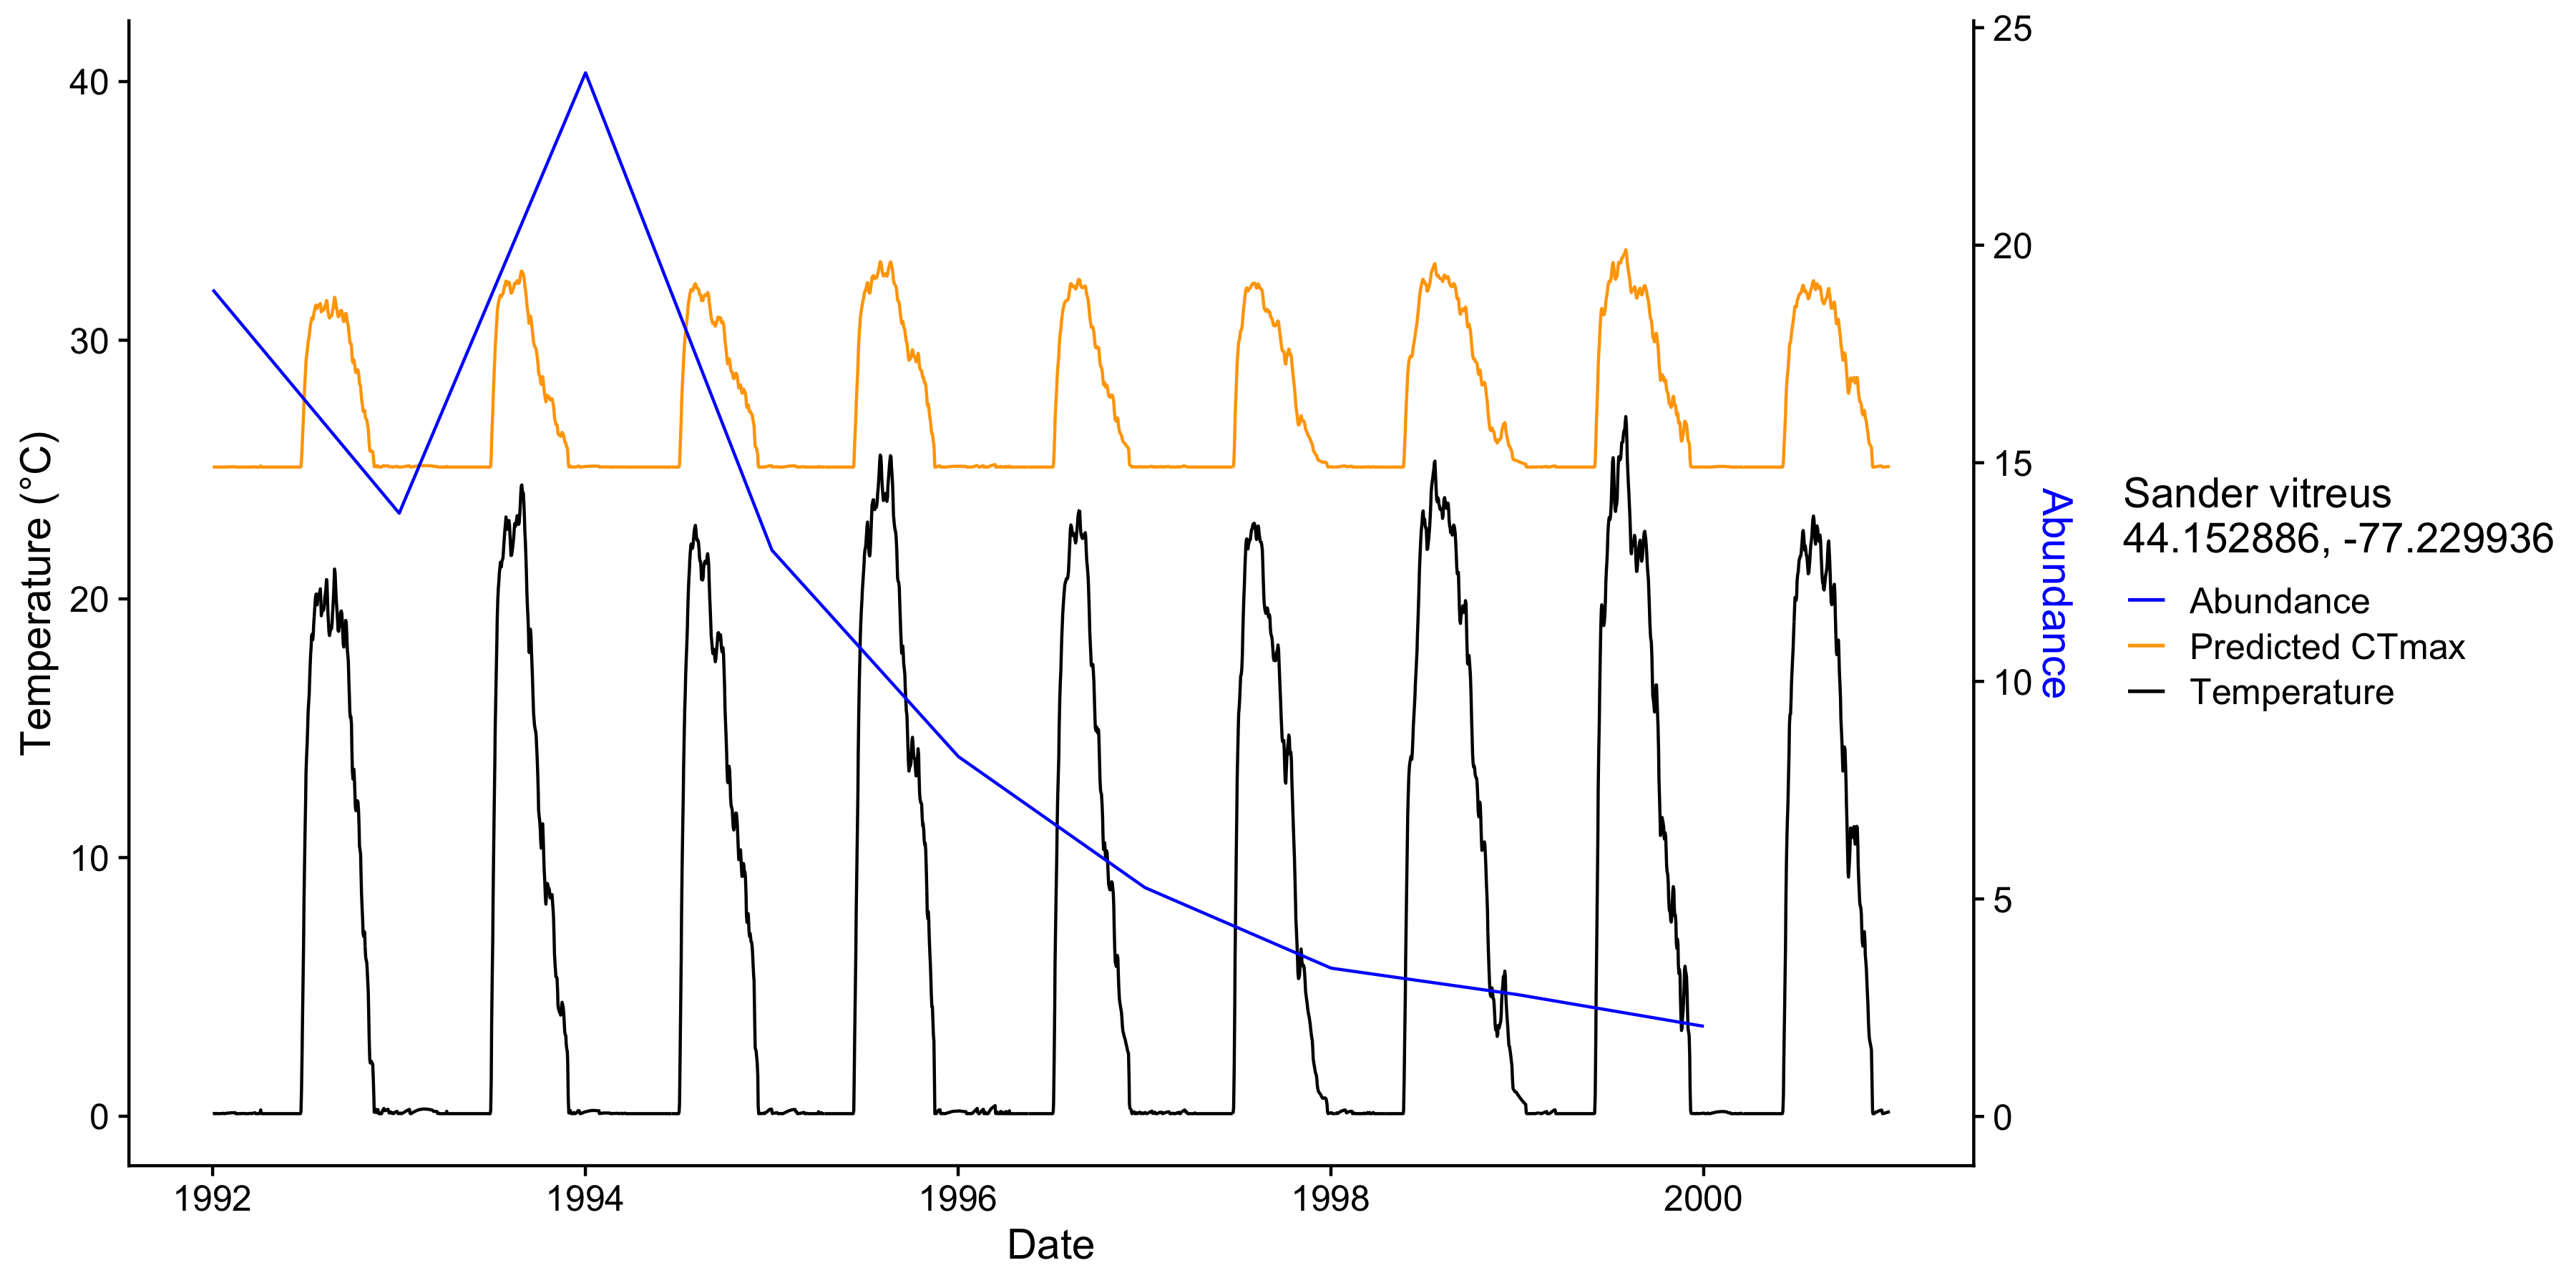 40
30
20
10
0
Temperature (°C)
1992
1994
1996
1998
2000
Date
25
20
15
10
5
0
Abundance
Sander vitreus
44.152886, -77.229936
Abundance
Predicted CTmax
Temperature